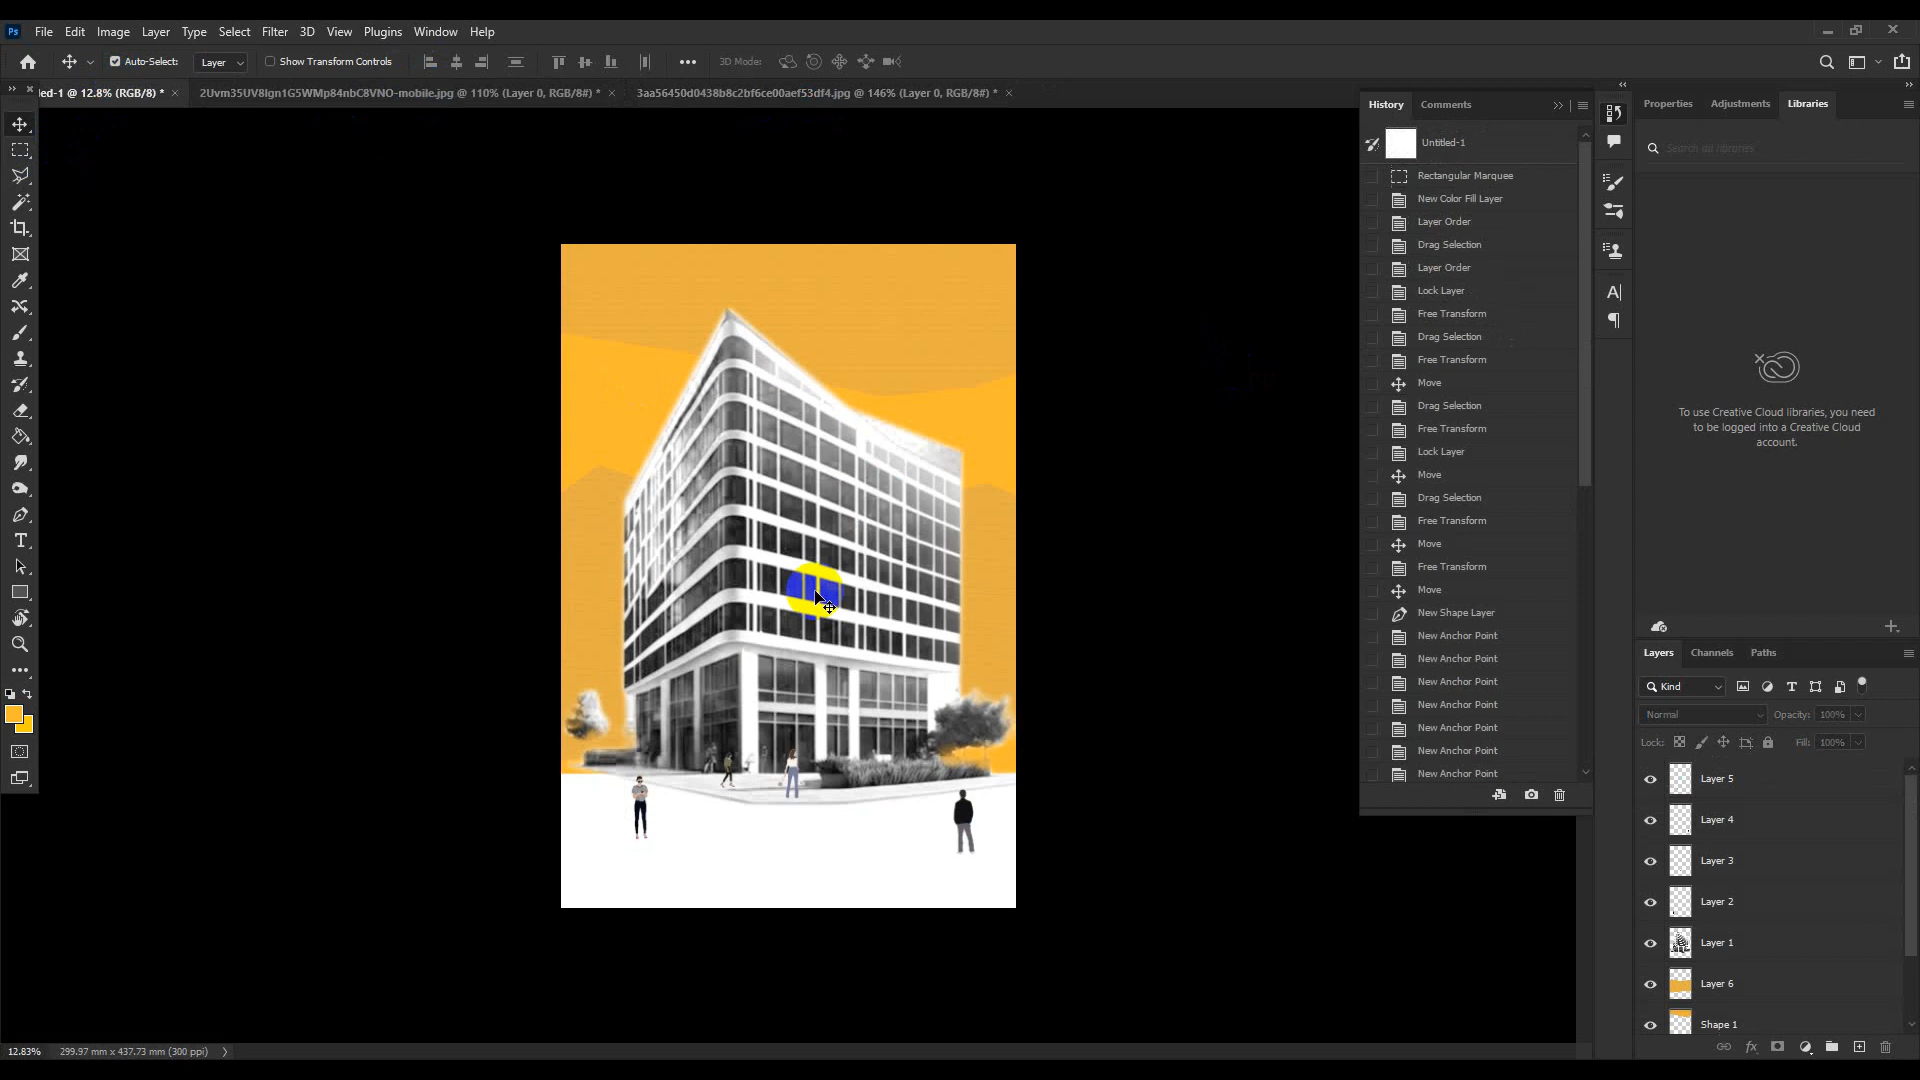 Ps File Edit Image Layer Type Select Filter 3D View Plugins Window Help
Auto-Select: Layer Show Transform Controls 3D Mode:
led-1 @ 12.8% (RGB/8) * 2Uvm35UV8Ign1G5WMp84nbC8VNO-mobile.jpg @ 110% (Layer 0, RGB/8#) * 3aa56450d0438b8c2bf6ce00aef53df4.jpg @ 146% (Layer 0, RGB/8#) *
History Comments
Untitled-1
Rectangular Marquee
New Color Fill Layer
Layer Order
Drag Selection
Layer Order
Lock Layer
Free Transform
Drag Selection
Free Transform
Move
Drag Selection
Free Transform
Lock Layer
Move
Drag Selection
Free Transform
Move
Free Transform
Move
New Shape Layer
New Anchor Point
New Anchor Point
New Anchor Point
New Anchor Point
New Anchor Point
New Anchor Point
New Anchor Point
Properties Adjustments Libraries
Search all libraries
To use Creative Cloud libraries, you need
to be logged into a Creative Cloud
account.
Layers Channels Paths
Kind
Normal Opacity: 100%
Lock: Fill: 100%
Layer 5
Layer 4
Layer 3
Layer 2
Layer 1
Layer 6
Shape 1
12.83% 299.97 mm x 437.73 mm (300 ppi)